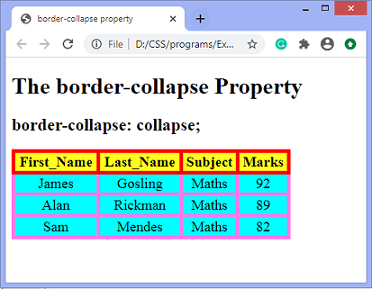 border-collapse property
File | D:/CSS/programs/Ex...
The border-collapse Property
border-collapse: collapse;
First_Name Last_Name Subject Marks
James Gosling Maths 92
Alan Rickman Maths 89
Sam Mendes Maths 82